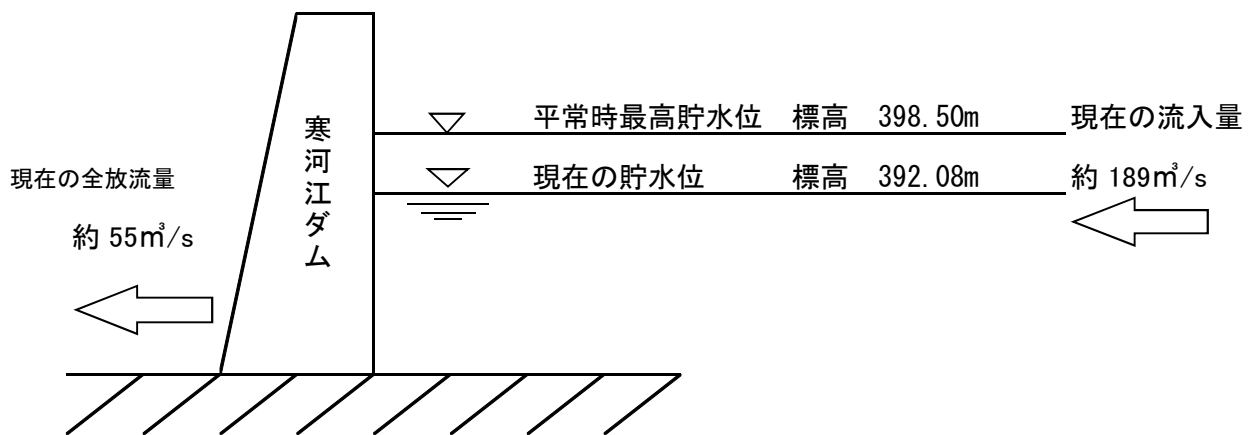 平常時最高貯水位 標高 398.50m
現在の流入量
現在の貯水位 標高 392.08m
約 189㎥/s
現在の全放流量
約 55㎥/s
寒河江ダム